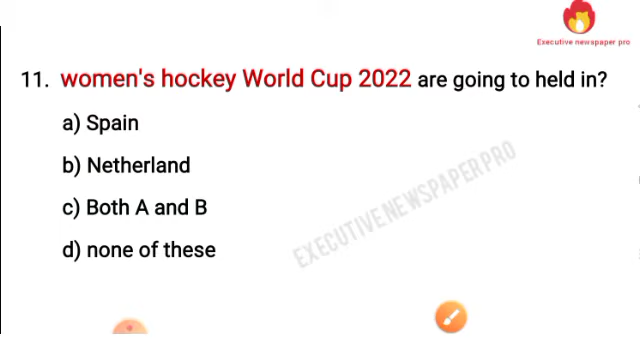 Executive newspaper pro
11. women's hockey World Cup 2022 are going to held in?
a) Spain
b) Netherland
c) Both A and B
d) none of these
EXECUTIVE NEWSPAPER PRO